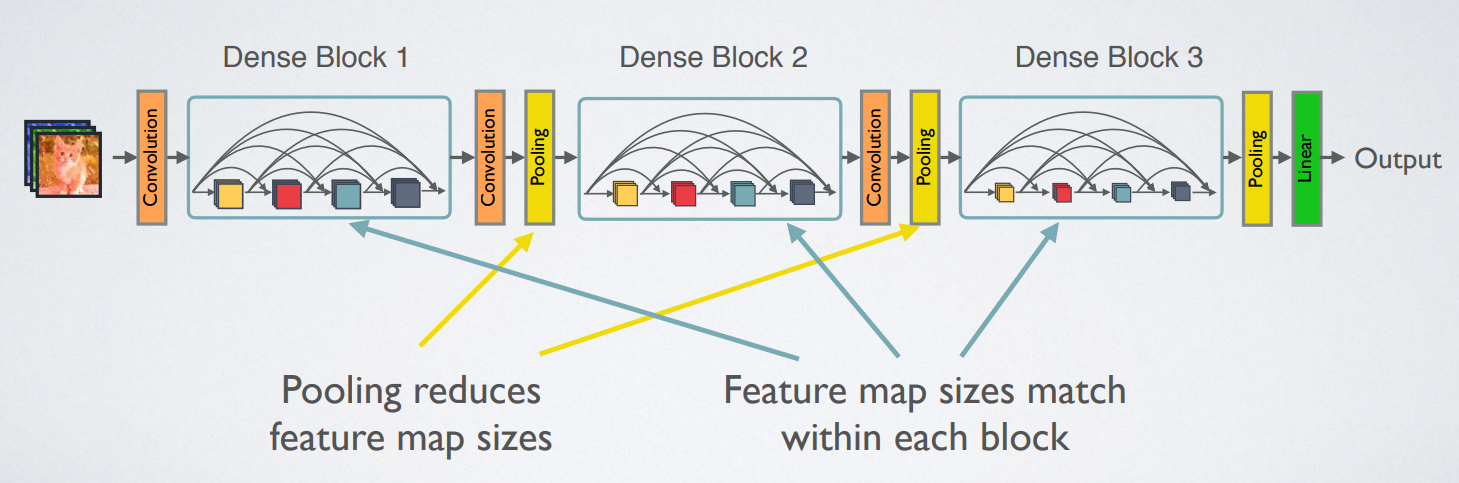 Dense Block 1
Dense Block 2
Dense Block 3
Convolution
Convolution
Pooling
Convolution
Pooling
Pooling
Linear
Output
Pooling reduces
feature map sizes
Feature map sizes match
within each block